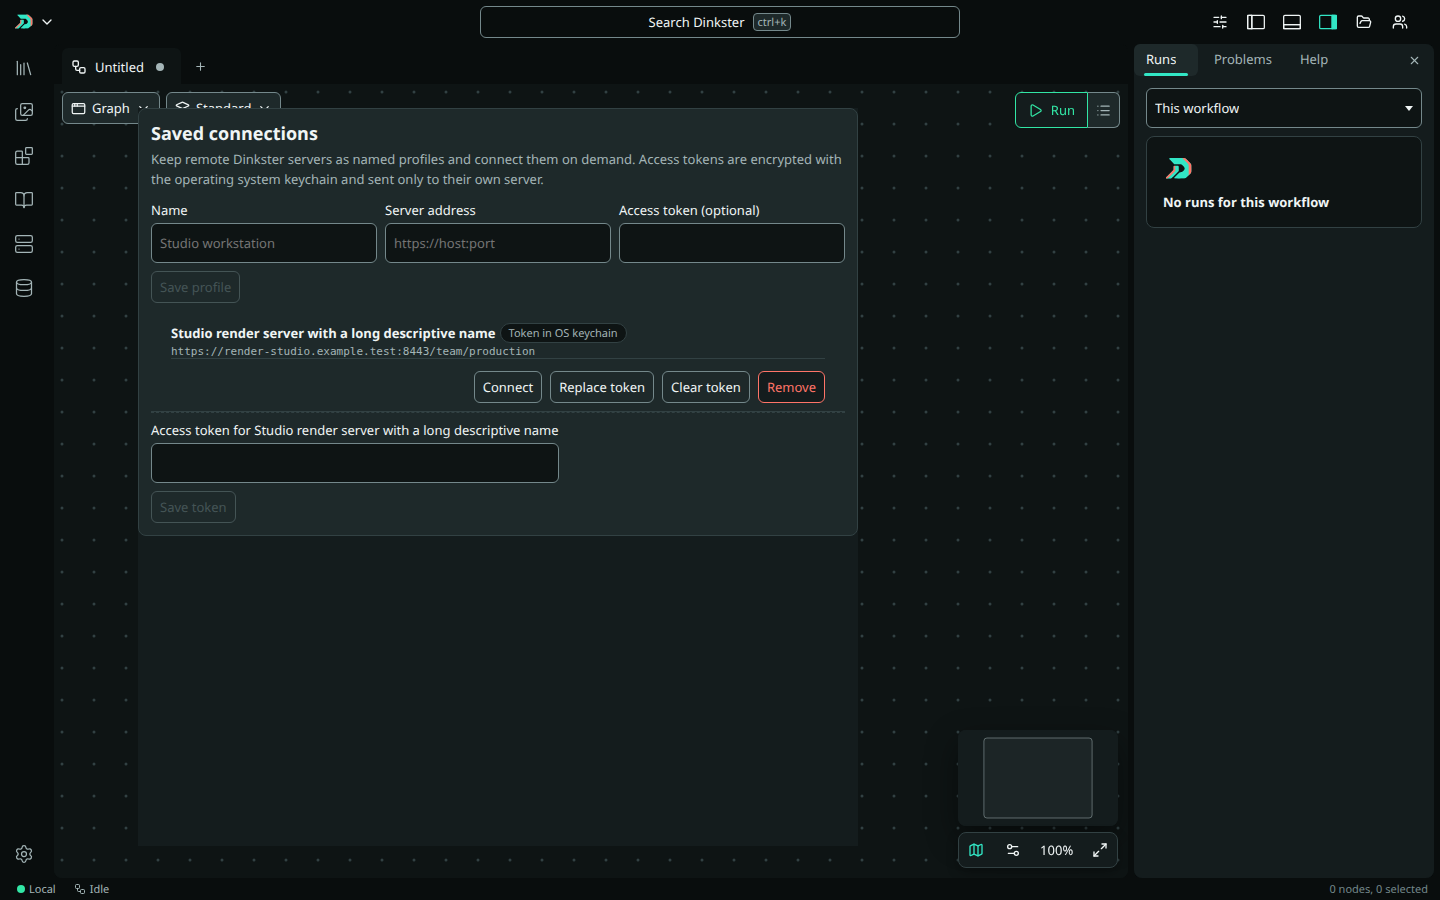 Search Dinkster ctrl+k
Untitled
Runs Problems Help
Graph Standard
Run
This workflow
No runs for this workflow
Saved connections
Keep remote Dinkster servers as named profiles and connect them on demand. Access tokens are encrypted with
the operating system keychain and sent only to their own server.
Name Server address Access token (optional)
Studio workstation https://host:port
Save profile
Studio render server with a long descriptive name Token in OS keychain
https://render-studio.example.test:8443/team/production
Connect Replace token Clear token Remove
Access token for Studio render server with a long descriptive name
Save token
100%
Local Idle 0 nodes, 0 selected